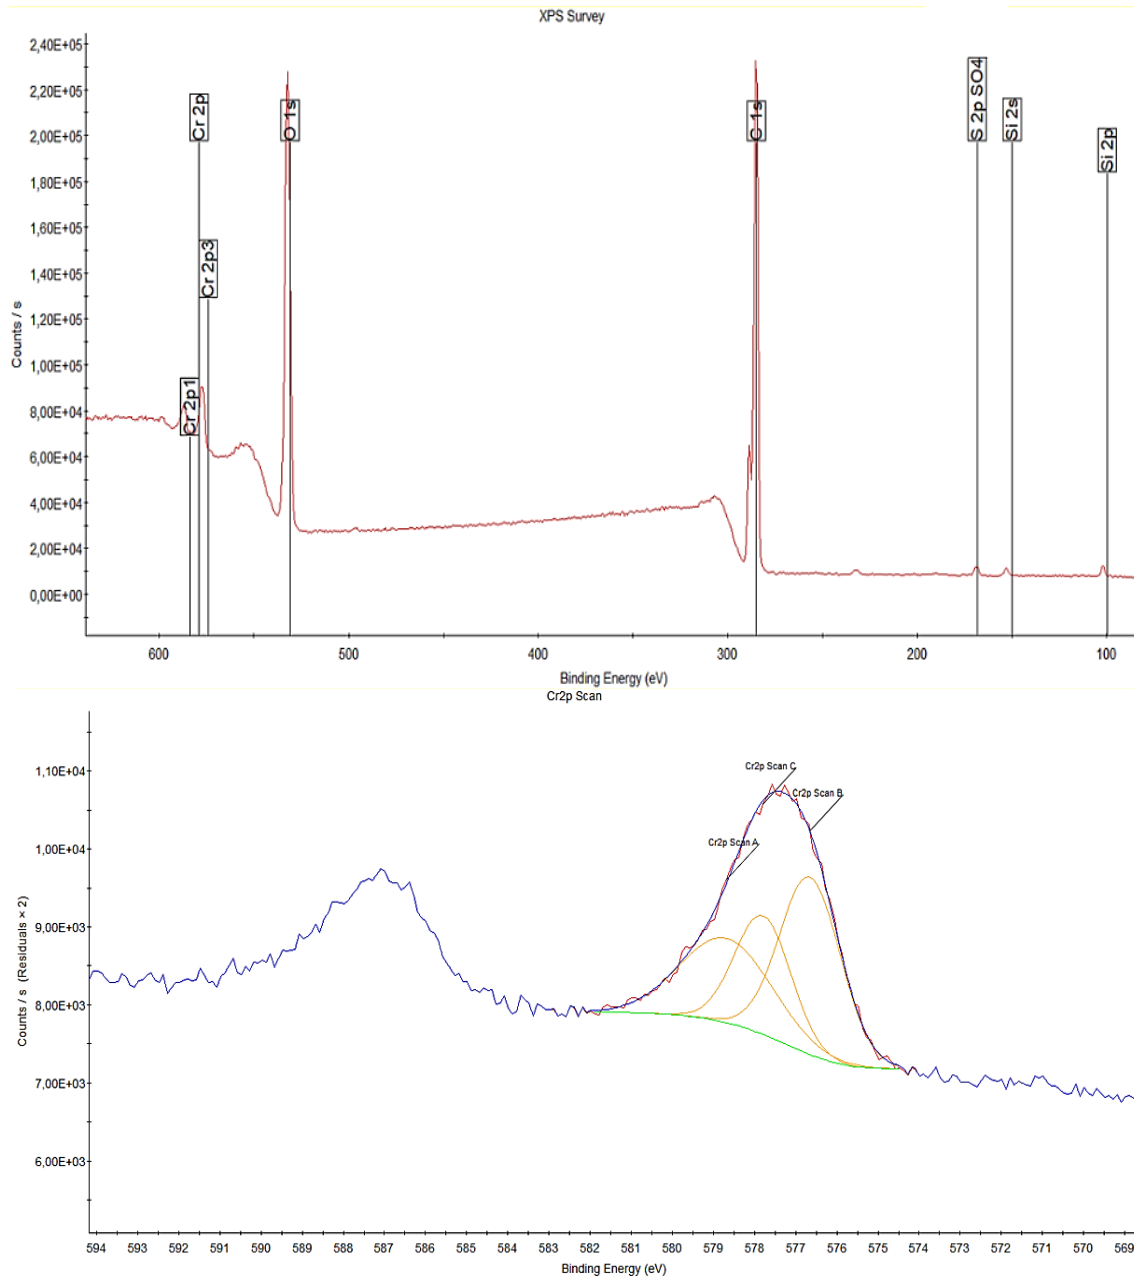 XPS Survey
2,40E+05
2,20E+05
2,00E+05
1,80E+05
1,60E+05
1,40E+05
1,20E+05
1,00E+05
8,00E+04
6,00E+04
4,00E+04
2,00E+04
0,00E+00
Counts / s
Cr 2p1
Cr 2p
Cr 2p3
O 1s
C 1s
S 2p SO4
Si 2s
Si 2p
600 500 400 300 200 100
Binding Energy (eV)
Cr2p Scan
1,10E+04
1,00E+04
9,00E+03
8,00E+03
7,00E+03
6,00E+03
Counts / s (Residuals × 2)
Cr2p Scan C
Cr2p Scan B
Cr2p Scan A
594 593 592 591 590 589 588 587 586 585 584 583 582 581 580 579 578 577 576 575 574 573 572 571 570 569
Binding Energy (eV)